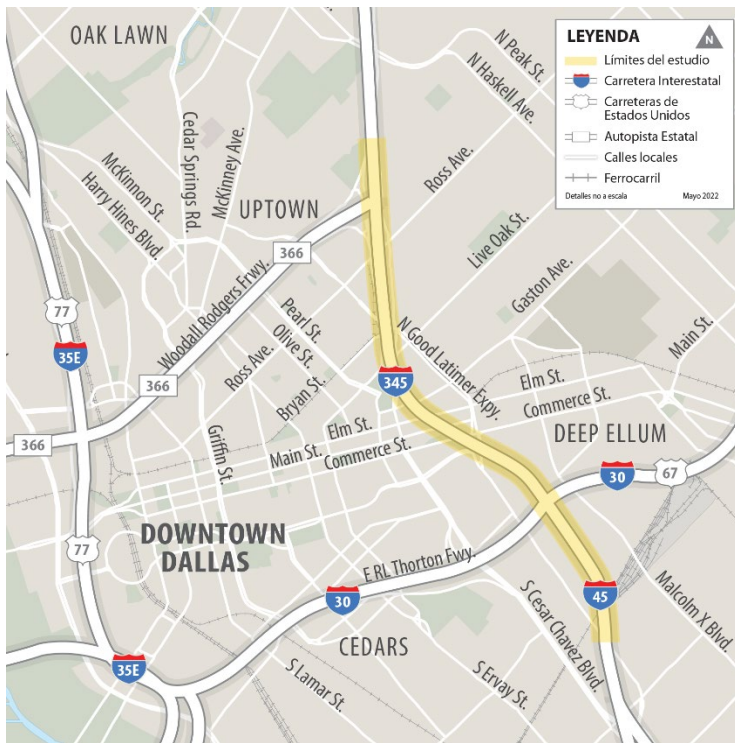 OAK LAWN
LEYENDA
N
Límites del estudio
Carretera Interestatal
Carreteras de
Estados Unidos
Autopista Estatal
Calles locales
Ferrocarril
Detalles no a escala
Mayo 2022
N Peak St.
N Haskell Ave.
Cedar Springs Rd.
McKinney Ave.
McKinnon St.
Harry Hines Blvd.
Ross Ave.
UPTOWN
366
Live Oak St.
Gaston Ave.
77
35E
Woodall Rodgers Frwy.
Pearl St.
Olive St.
Ross Ave.
Bryan St.
N Good Latimer Expy.
Main St.
345
366
366
Elm St.
Commerce St.
Griffin St.
Elm St.
Main St.
Commerce St.
DEEP ELLUM
30
67
DOWNTOWN
DALLAS
77
E RL Thorton Fwy.
30
45
S Cesar Chavez Blvd.
Malcolm X Blvd.
CEDARS
35E
S Lamar St.
S Ervay St.